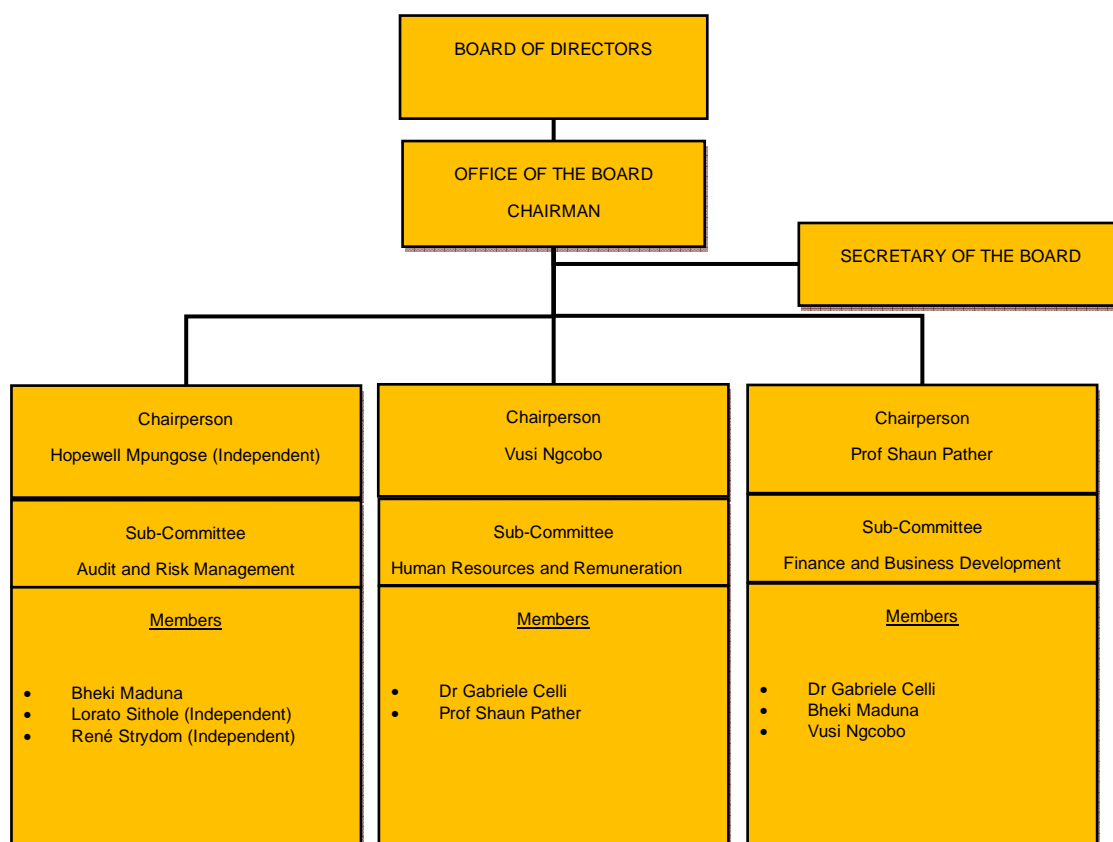 BOARD OF DIRECTORS
OFFICE OF THE BOARD
CHAIRMAN
SECRETARY OF THE BOARD
Chairperson
Hopewell Mpungose (Independent)
Sub-Committee
Audit and Risk Management
Members
• Bheki Maduna
• Lorato Sithole (Independent)
• René Strydom (Independent)
Chairperson
Vusi Ngcobo
Sub-Committee
Human Resources and Remuneration
Members
• Dr Gabriele Celli
• Prof Shaun Pather
Chairperson
Prof Shaun Pather
Sub-Committee
Finance and Business Development
Members
• Dr Gabriele Celli
• Bheki Maduna
• Vusi Ngcobo